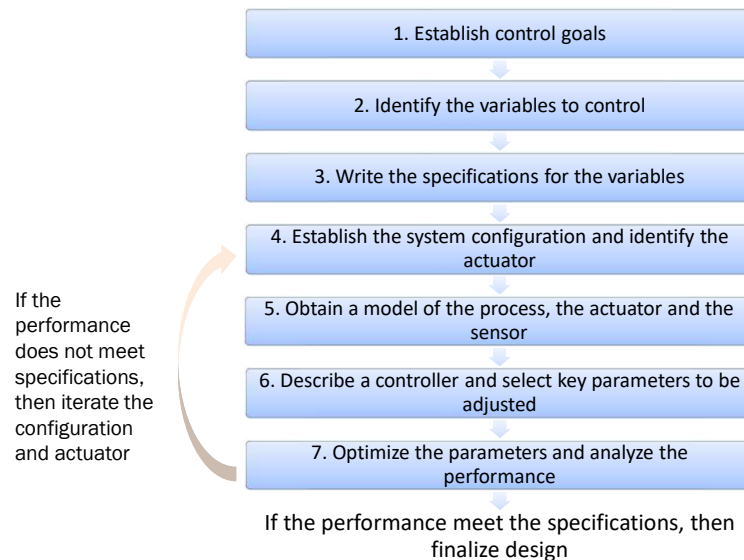 1. Establish control goals
2. Identify the variables to control
3. Write the specifications for the variables
4. Establish the system configuration and identify the
actuator
5. Obtain a model of the process, the actuator and the
sensor
6. Describe a controller and select key parameters to be
adjusted
7. Optimize the parameters and analyze the
performance
If the
performance
does not meet
specifications,
then iterate the
configuration
and actuator
If the performance meet the specifications, then
finalize design